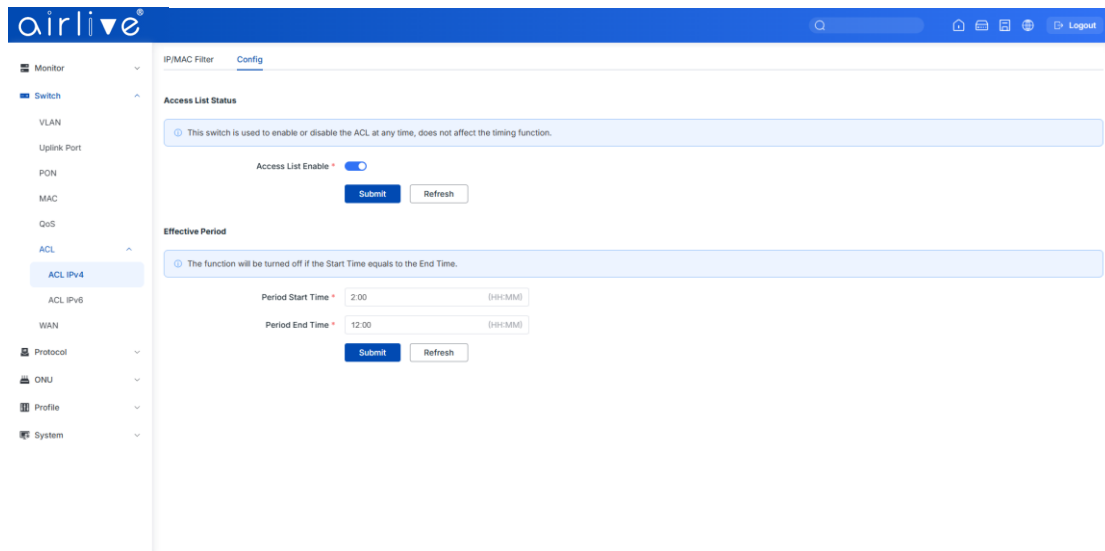 airlive®
Logout
Monitor
Switch
VLAN
Uplink Port
PON
MAC
QoS
ACL
ACL IPv4
ACL IPv6
WAN
Protocol
ONU
Profile
System
IP/MAC Filter Config
Access List Status
This switch is used to enable or disable the ACL at any time, does not affect the timing function.
Access List Enable *
Submit Refresh
Effective Period
The function will be turned off if the Start Time equals to the End Time.
Period Start Time * 2:00 (HH:MM)
Period End Time * 12:00 (HH:MM)
Submit Refresh